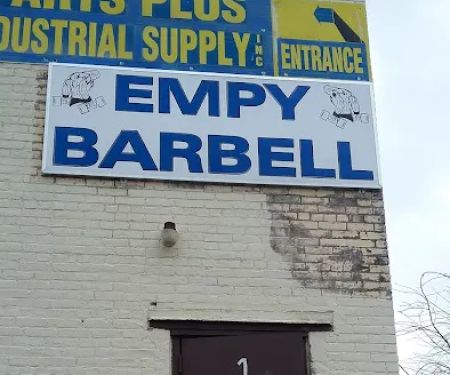 ARTS PLUS
DUSTRIAL SUPPLY INC
ENTRANCE
EMPY
BARBELL
1